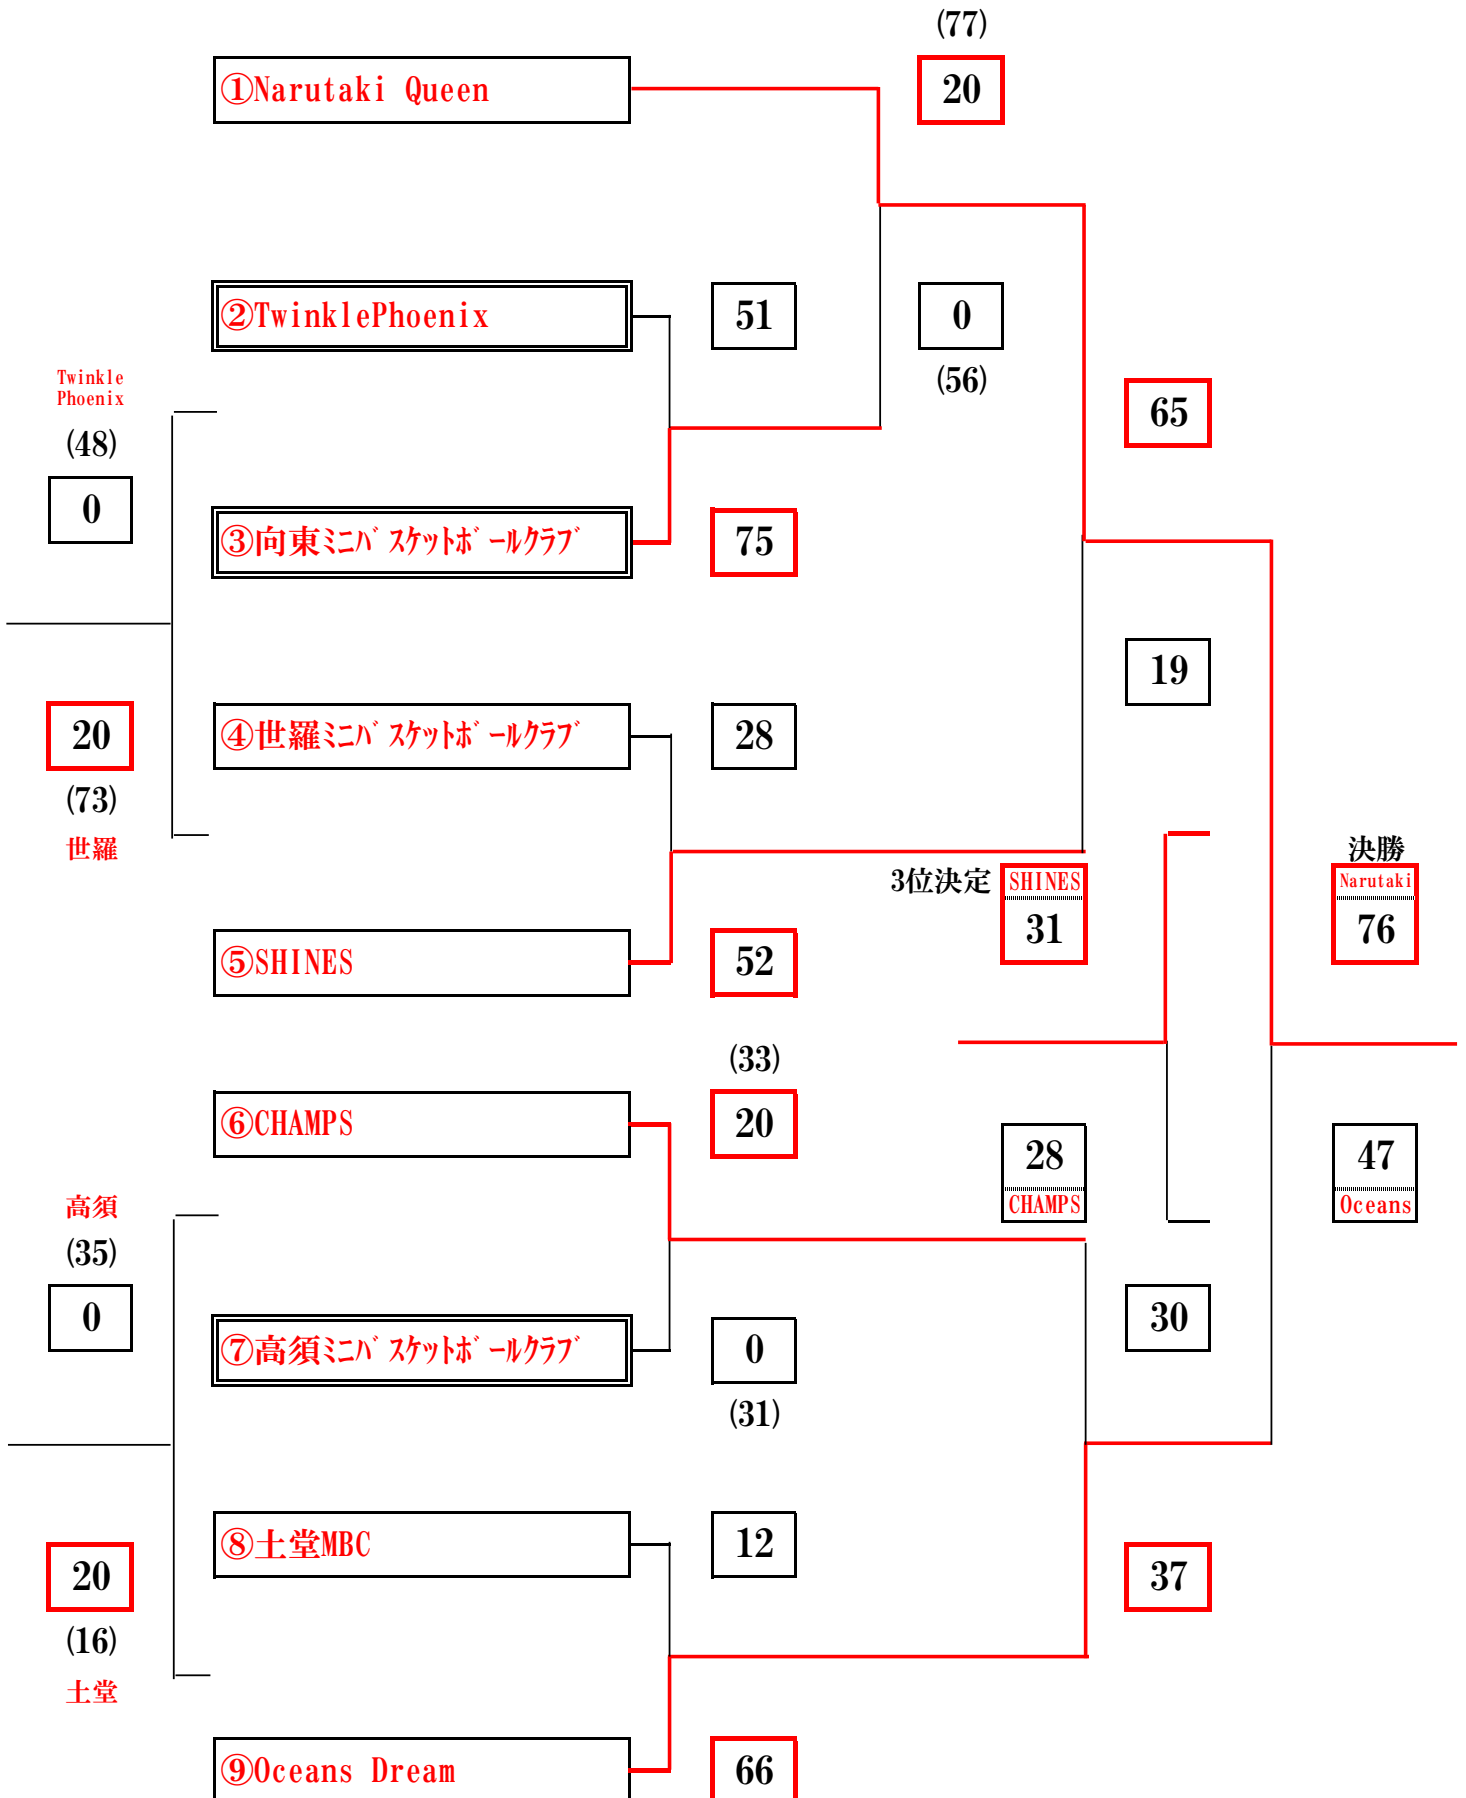 (77)
①Narutaki Queen
20
②TwinklePhoenix
51
0
(56)
Twinkle
Phoenix
(48)
0
65
③向東ミニバスケットボールクラブ
75
19
20
(73)
世羅
④世羅ミニバスケットボールクラブ
28
3位決定
SHINES
31
決勝
Narutaki
76
⑤SHINES
52
(33)
⑥CHAMPS
20
28
CHAMPS
47
Oceans
高須
(35)
0
30
⑦高須ミニバスケットボールクラブ
0
(31)
⑧土堂MBC
12
20
(16)
土堂
37
⑨Oceans Dream
66